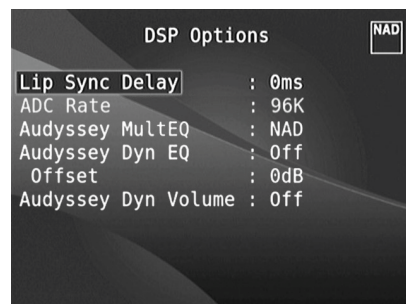 DSP Options
NAD
Lip Sync Delay : 0ms
ADC Rate : 96K
Audyssey MultEQ : NAD
Audyssey Dyn EQ : Off
Offset : 0dB
Audyssey Dyn Volume : Off